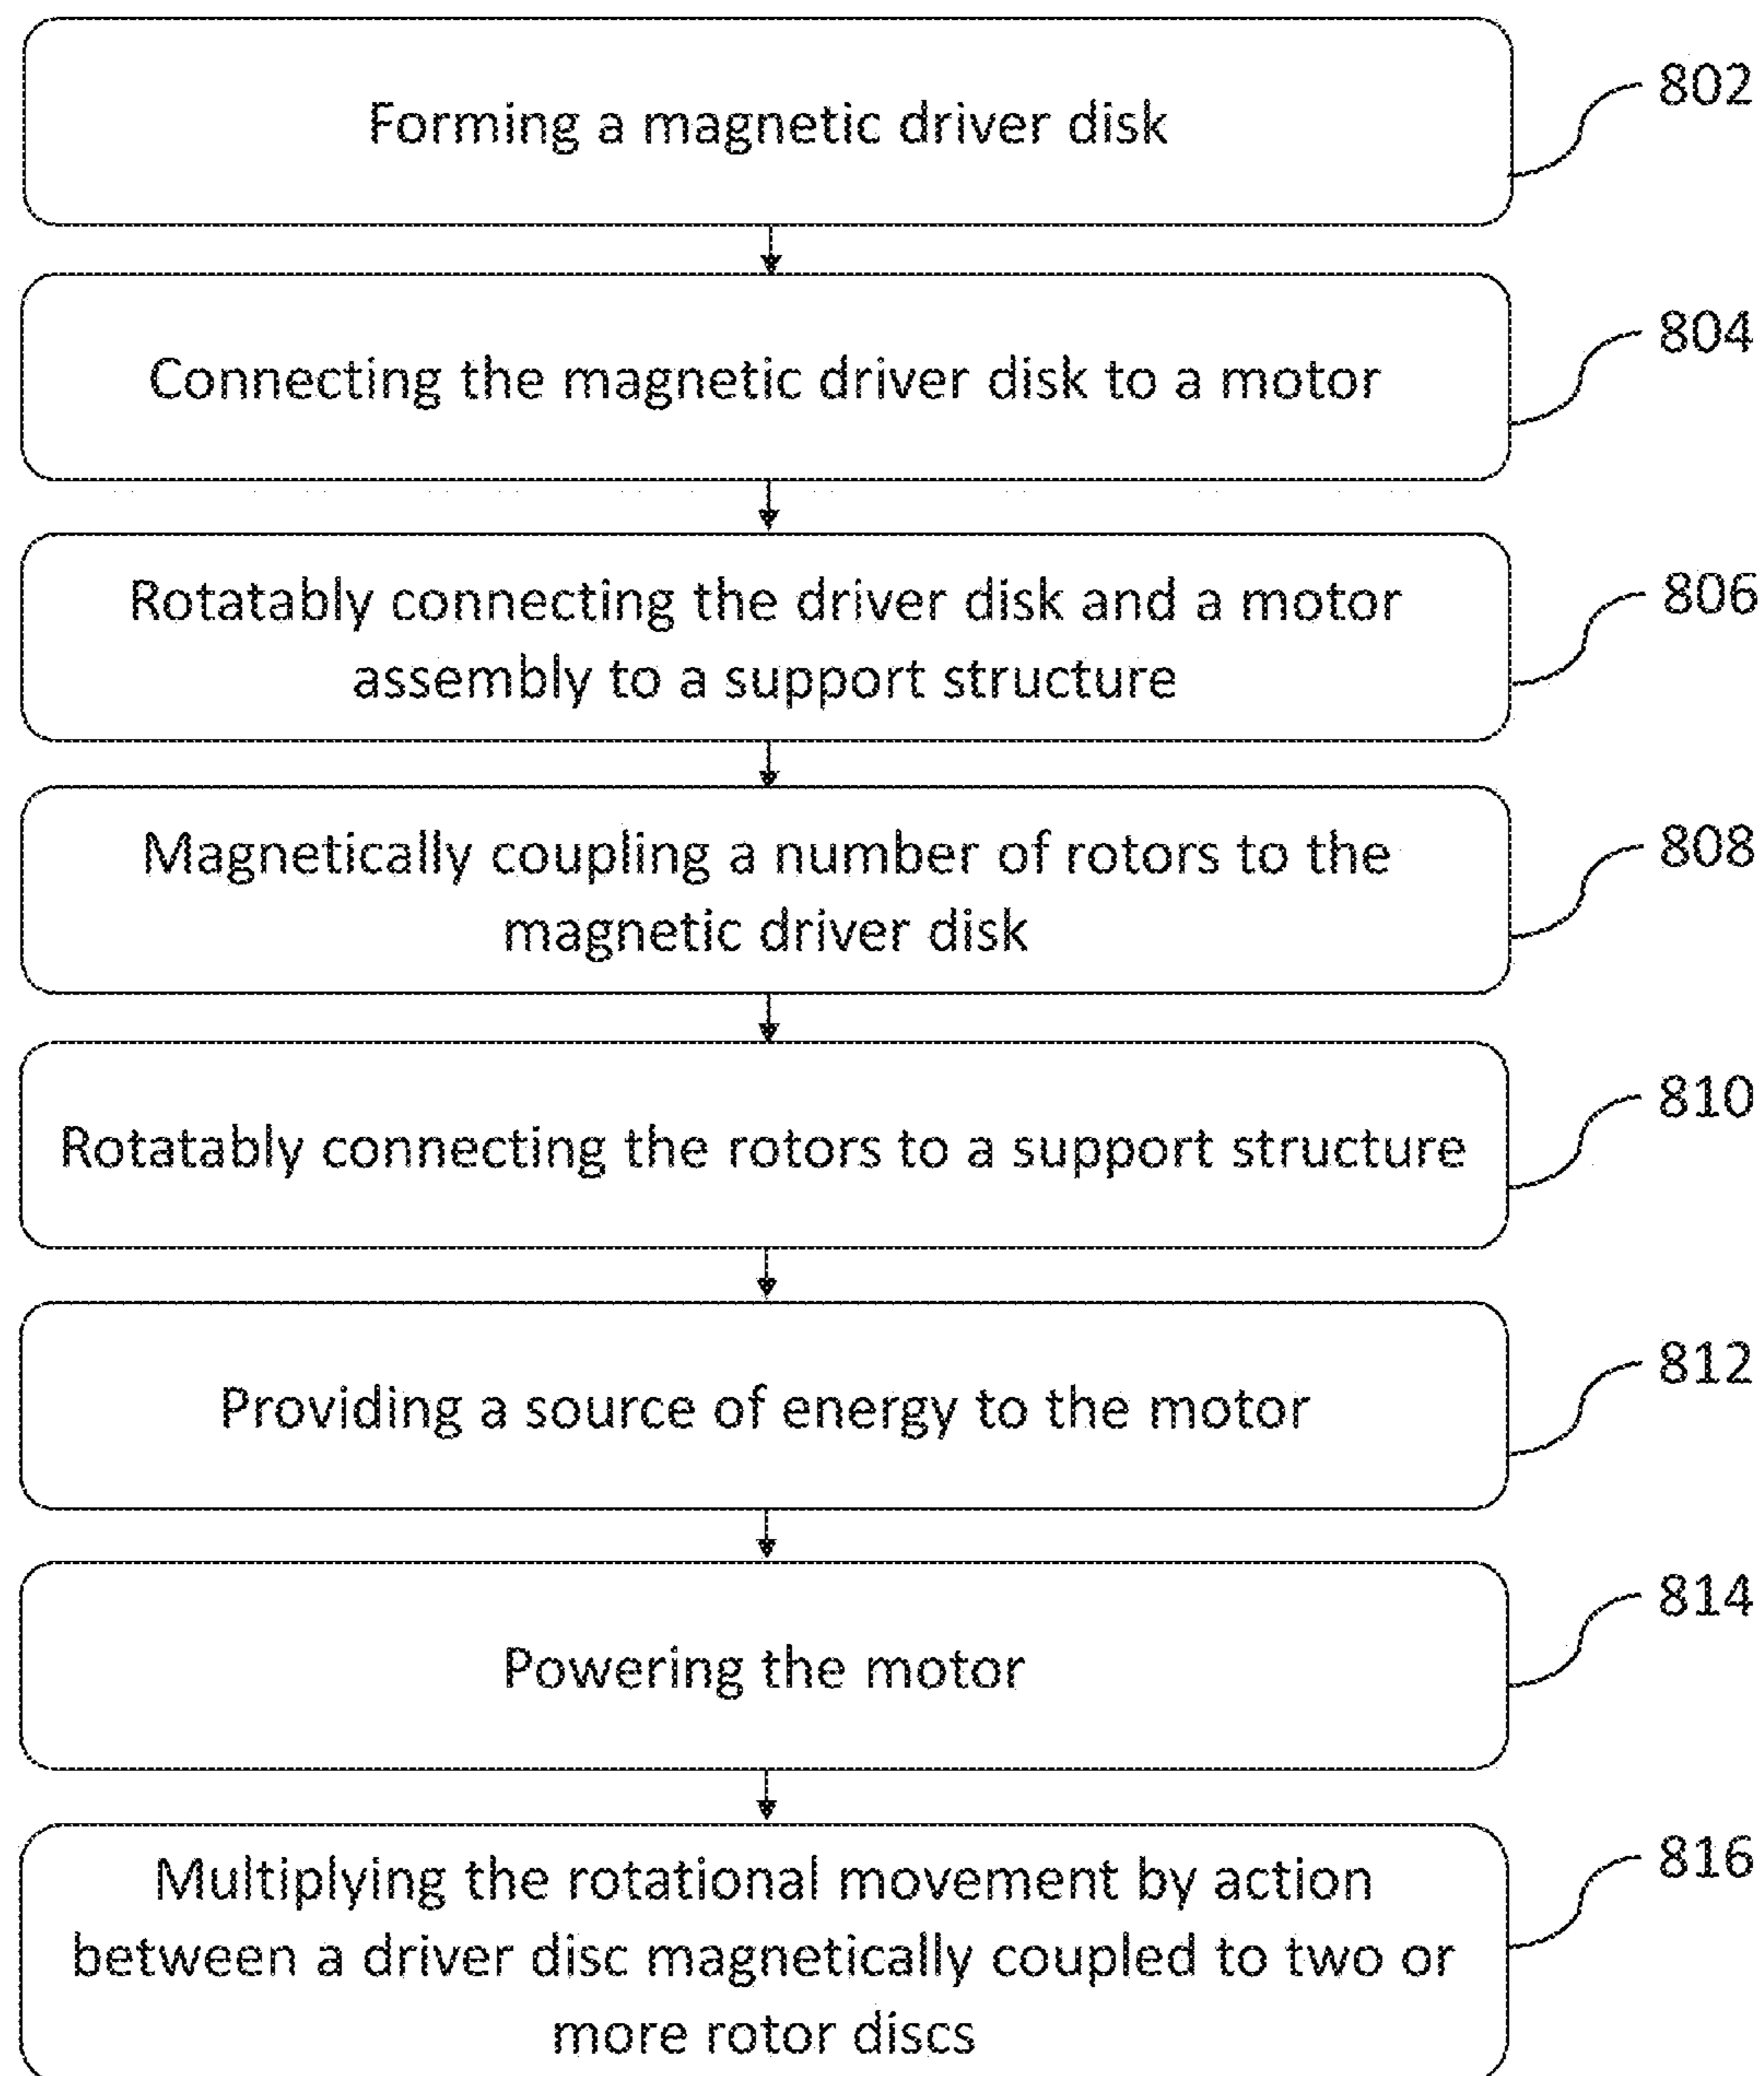 Forming a magnetic driver disk
802
Connecting the magnetic driver disk to a motor
804
Rotatably connecting the driver disk and a motor
assembly to a support structure
806
Magnetically coupling a number of rotors to the
magnetic driver disk
808
Rotatably connecting the rotors to a support structure
810
Providing a source of energy to the motor
812
Powering the motor
814
Multiplying the rotational movement by action
between a driver disc magnetically coupled to two or
more rotor discs
816